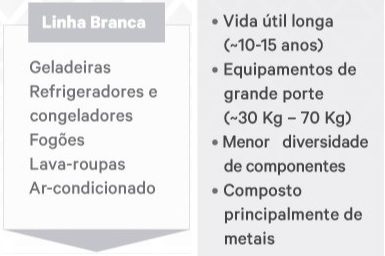 Linha Branca
Geladeiras
Refrigeradores e
congeladores
Fogões
Lava-roupas
Ar-condicionado
• Vida útil longa
(~10-15 anos)
• Equipamentos de
grande porte
(~30 Kg – 70 Kg)
• Menor diversidade
de componentes
• Composto
principalmente de
metais